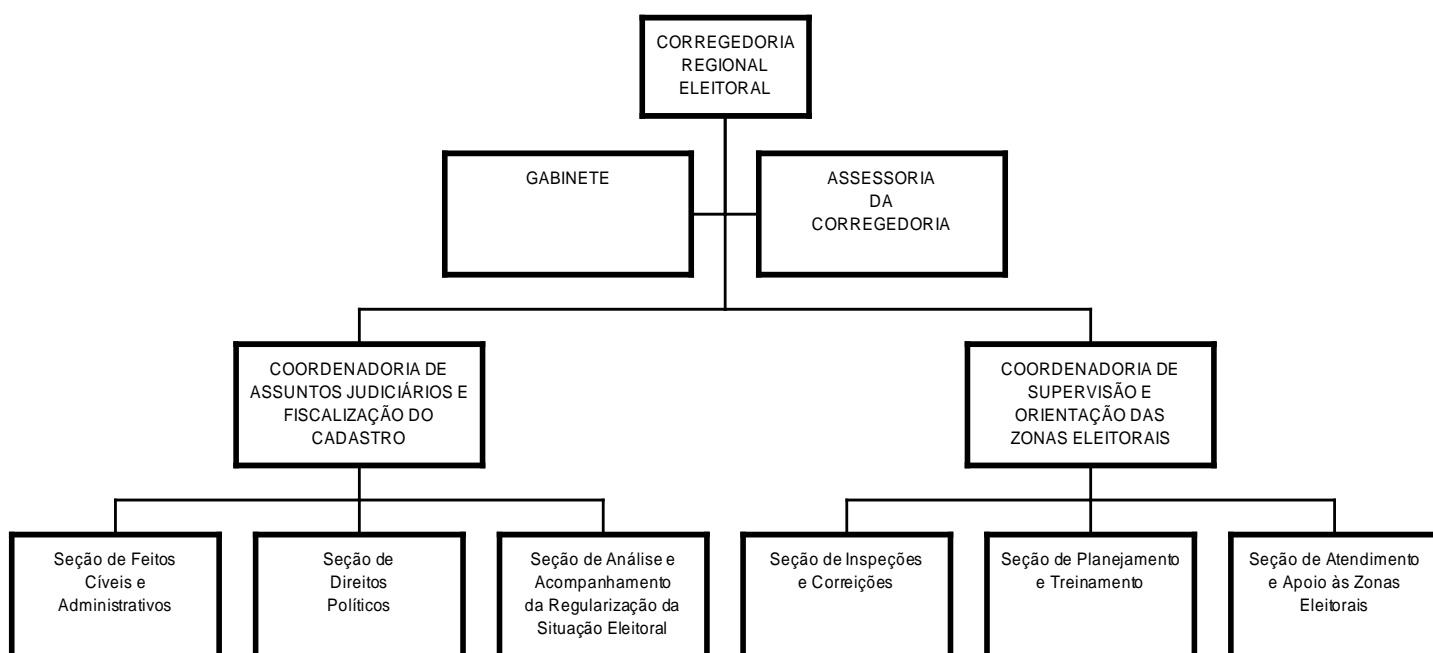 CORREGEDORIA
REGIONAL
ELEITORAL
GABINETE
ASSESSORIA
DA
CORREGEDORIA
COORDENADORIA DE
ASSUNTOS JUDICIÁRIOS E
FISCALIZAÇÃO DO
CADASTRO
COORDENADORIA DE
SUPERVISÃO E
ORIENTAÇÃO DAS
ZONAS ELEITORAIS
Seção de Feitos
Cíveis e
Administrativos
Seção de
Direitos
Políticos
Seção de Análise e
Acompanhamento
da Regularização da
Situação Eleitoral
Seção de Inspeções
e Correições
Seção de Planejamento
e Treinamento
Seção de Atendimento
e Apoio às Zonas
Eleitorais